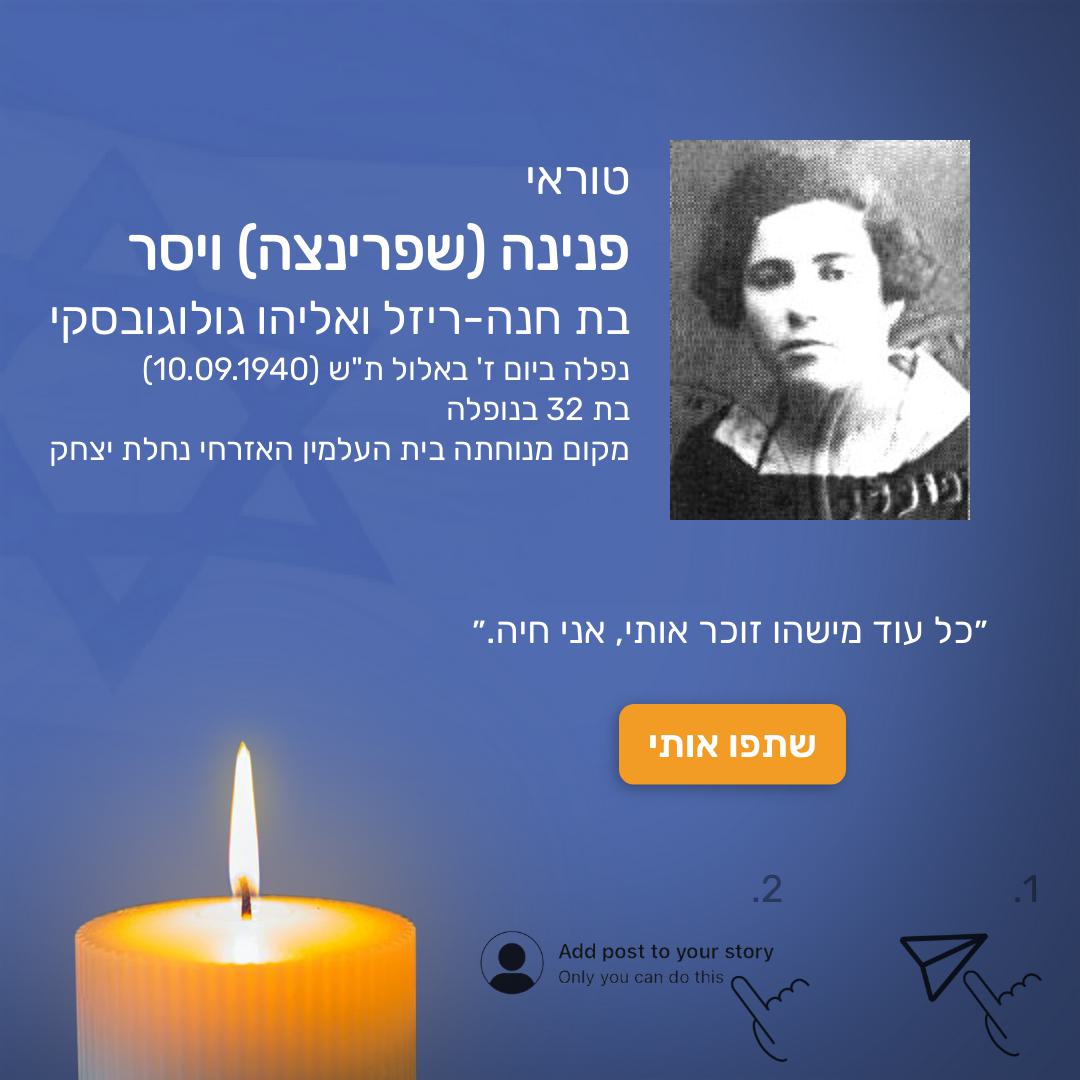 טוראי
פנינה (שפרינצה) ויסר
בת חנה-ריזל ואליהו גולוגובסקי
נפלה ביום ז' באלול ת"ש (10.09.1940)
בת 32 בנופלה
מקום מנוחתה בית העלמין האזרחי נחלת יצחק
״כל עוד מישהו זוכר אותי, אני חיה.״
שתפו אותי
.1
.2
Add post to your story
Only you can do this